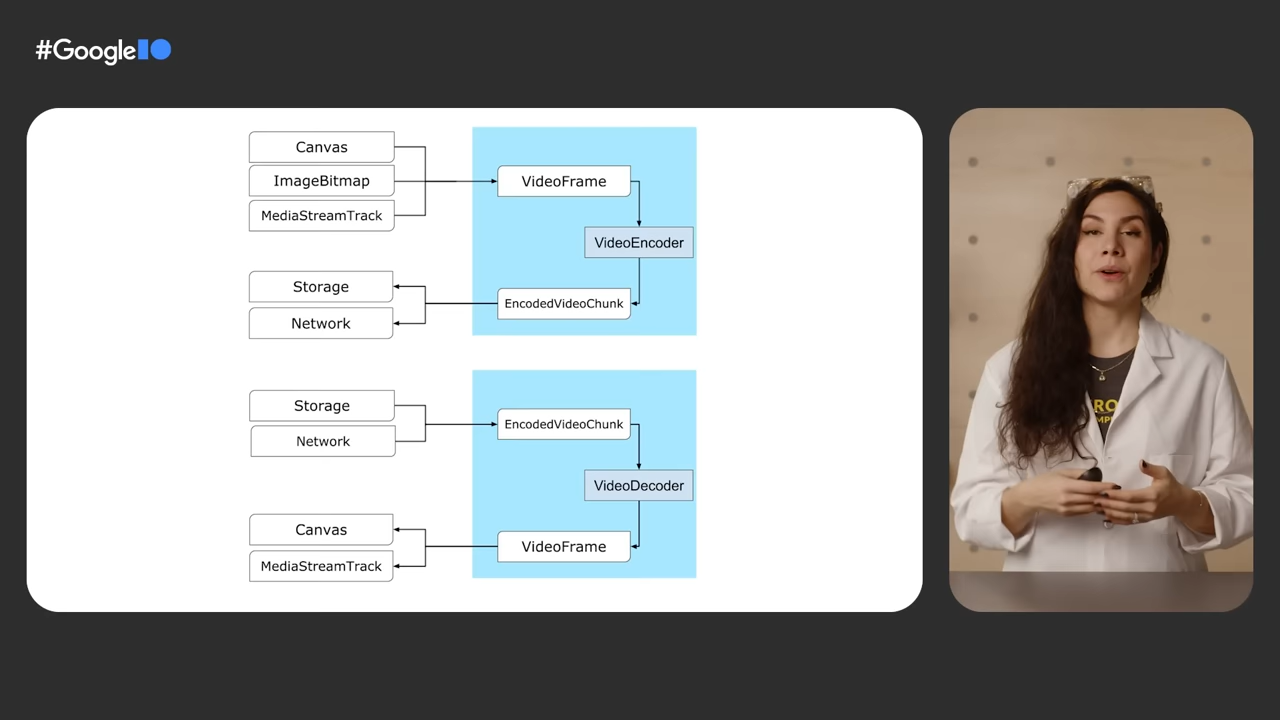 #GoogleIO
Canvas
ImageBitmap
MediaStreamTrack
VideoFrame
VideoEncoder
EncodedVideoChunk
Storage
Network
Storage
Network
EncodedVideoChunk
VideoDecoder
VideoFrame
Canvas
MediaStreamTrack